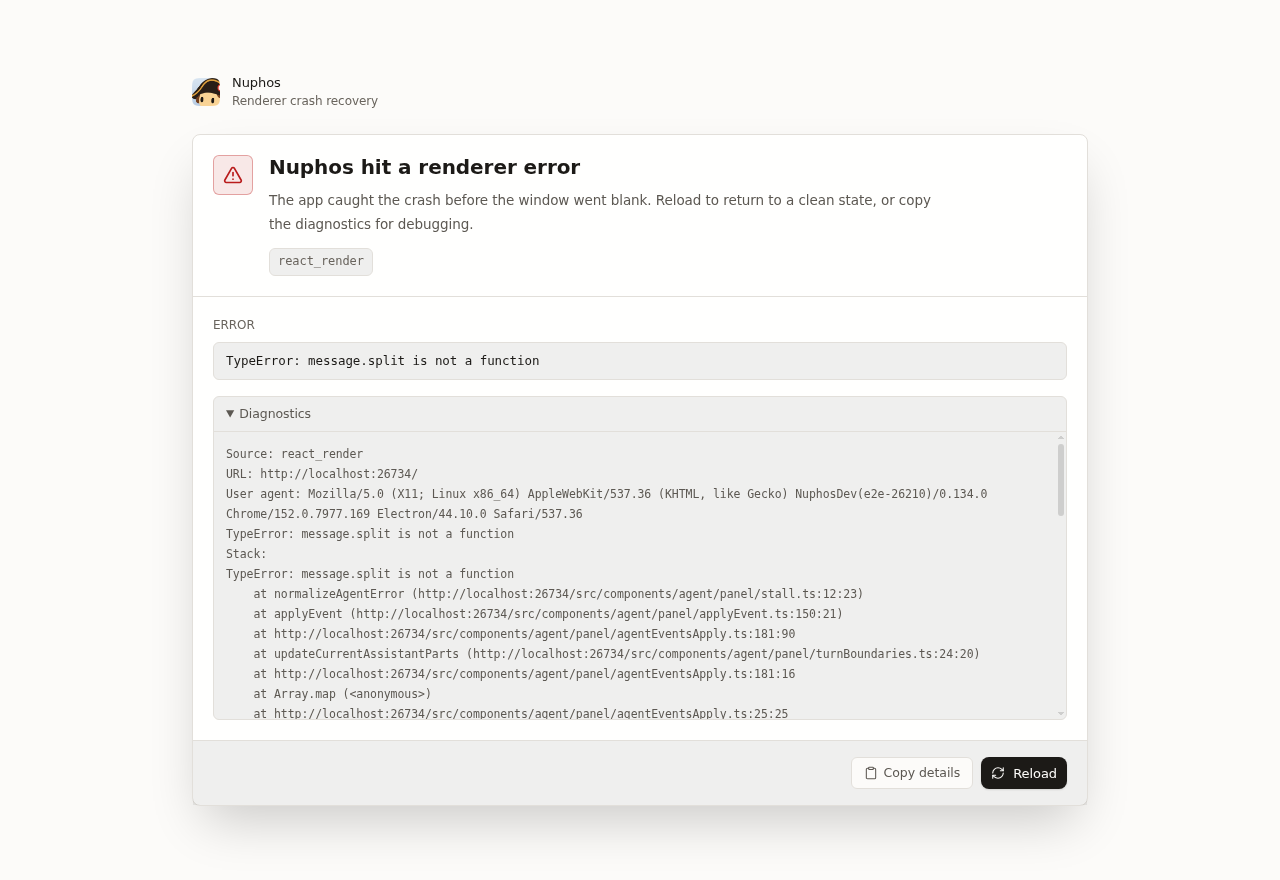 Nuphos
Renderer crash recovery
Nuphos hit a renderer error
The app caught the crash before the window went blank. Reload to return to a clean state, or copy
the diagnostics for debugging.
react_render
ERROR
TypeError: message.split is not a function
▼ Diagnostics
Source: react_render
URL: http://localhost:26734/
User agent: Mozilla/5.0 (X11; Linux x86_64) AppleWebKit/537.36 (KHTML, like Gecko) NuphosDev(e2e-26210)/0.134.0
Chrome/152.0.7977.169 Electron/44.10.0 Safari/537.36
TypeError: message.split is not a function
Stack:
TypeError: message.split is not a function
    at normalizeAgentError (http://localhost:26734/src/components/agent/panel/stall.ts:12:23)
    at applyEvent (http://localhost:26734/src/components/agent/panel/applyEvent.ts:150:21)
    at http://localhost:26734/src/components/agent/panel/agentEventsApply.ts:181:90
    at updateCurrentAssistantParts (http://localhost:26734/src/components/agent/panel/turnBoundaries.ts:24:20)
    at http://localhost:26734/src/components/agent/panel/agentEventsApply.ts:181:16
    at Array.map (<anonymous>)
    at http://localhost:26734/src/components/agent/panel/agentEventsApply.ts:25:25
Copy details
Reload